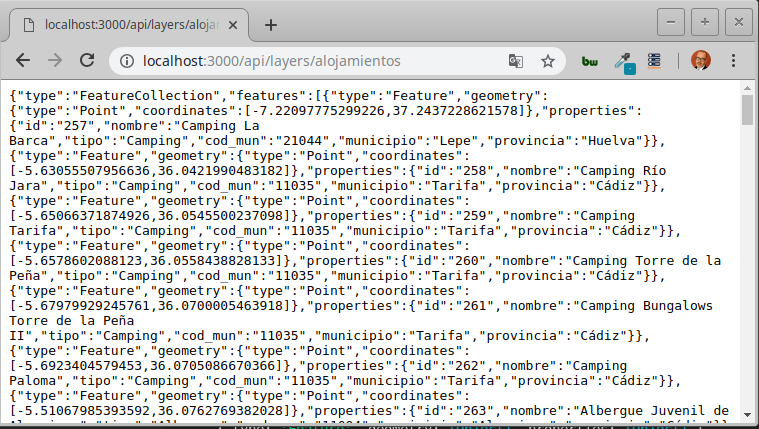 localhost:3000/api/layers/aloja
localhost:3000/api/layers/alojamientos
bw
{"type":"FeatureCollection","features":[{"type":"Feature","geometry":
{"type":"Point","coordinates":[-7.22097775299226,37.2437228621578]},"properties":
{"id":"257","nombre":"Camping La
Barca","tipo":"Camping","cod_mun":"21044","municipio":"Lepe","provincia":"Huelva"}},
{"type":"Feature","geometry":{"type":"Point","coordinates":
[-5.63055507956636,36.0421990483182]},"properties":{"id":"258","nombre":"Camping Río
Jara","tipo":"Camping","cod_mun":"11035","municipio":"Tarifa","provincia":"Cádiz"}},
{"type":"Feature","geometry":{"type":"Point","coordinates":
[-5.65066371874926,36.0545500237098]},"properties":{"id":"259","nombre":"Camping
Tarifa","tipo":"Camping","cod_mun":"11035","municipio":"Tarifa","provincia":"Cádiz"}},
{"type":"Feature","geometry":{"type":"Point","coordinates":
[-5.6578602088123,36.0558438828133]},"properties":{"id":"260","nombre":"Camping Torre de la
Peña","tipo":"Camping","cod_mun":"11035","municipio":"Tarifa","provincia":"Cádiz"}},
{"type":"Feature","geometry":{"type":"Point","coordinates":
[-5.67979929245761,36.0700005463918]},"properties":{"id":"261","nombre":"Camping Bungalows
Torre de la Peña
II","tipo":"Camping","cod_mun":"11035","municipio":"Tarifa","provincia":"Cádiz"}},
{"type":"Feature","geometry":{"type":"Point","coordinates":
[-5.6923404579453,36.0705086670366]},"properties":{"id":"262","nombre":"Camping
Paloma","tipo":"Camping","cod_mun":"11035","municipio":"Tarifa","provincia":"Cádiz"}},
{"type":"Feature","geometry":{"type":"Point","coordinates":
[-5.51067985393592,36.0762769382028]},"properties":{"id":"263","nombre":"Albergue Juvenil de